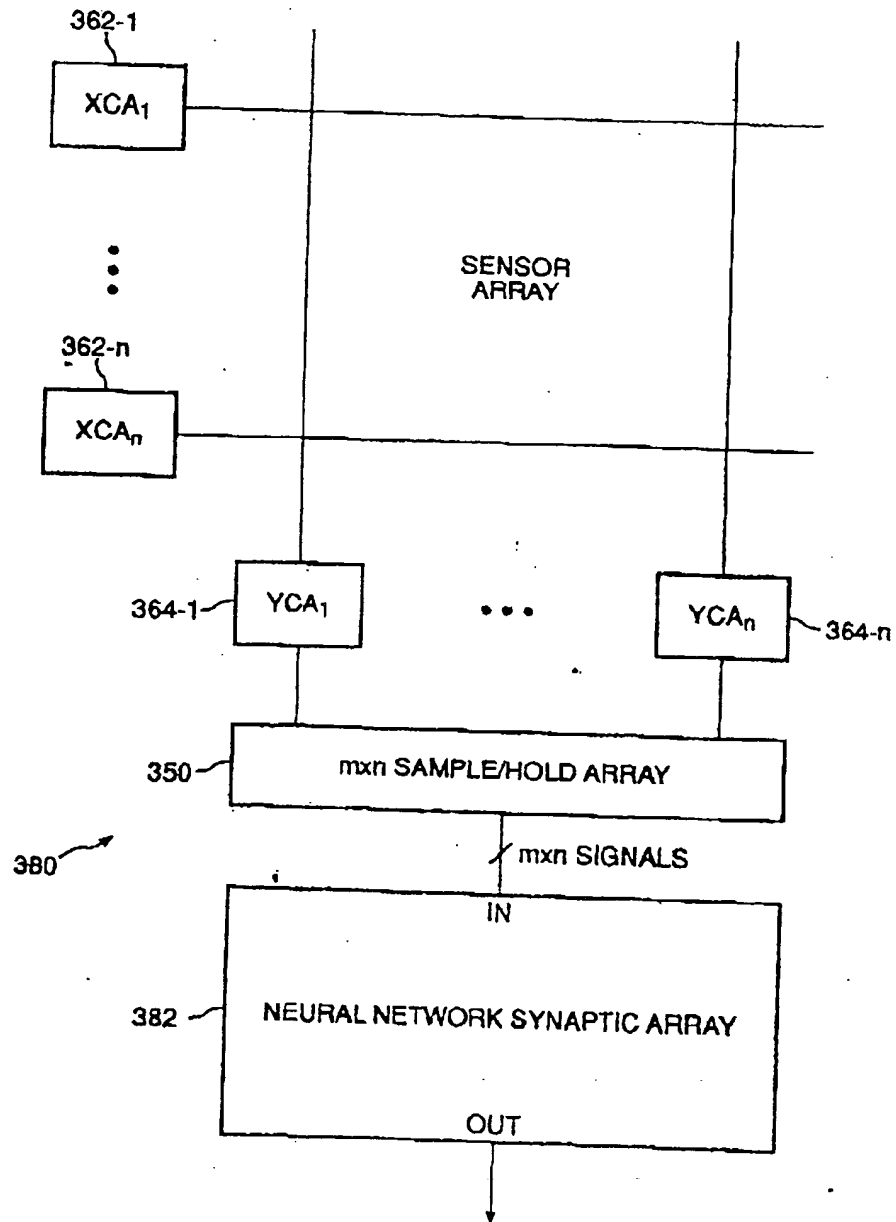 362-1
XCA₁
SENSOR
ARRAY
362-n
XCAₙ
364-1
YCA₁
YCAₙ
364-n
350
mxn SAMPLE/HOLD ARRAY
380
mxn SIGNALS
IN
382
NEURAL NETWORK SYNAPTIC ARRAY
OUT